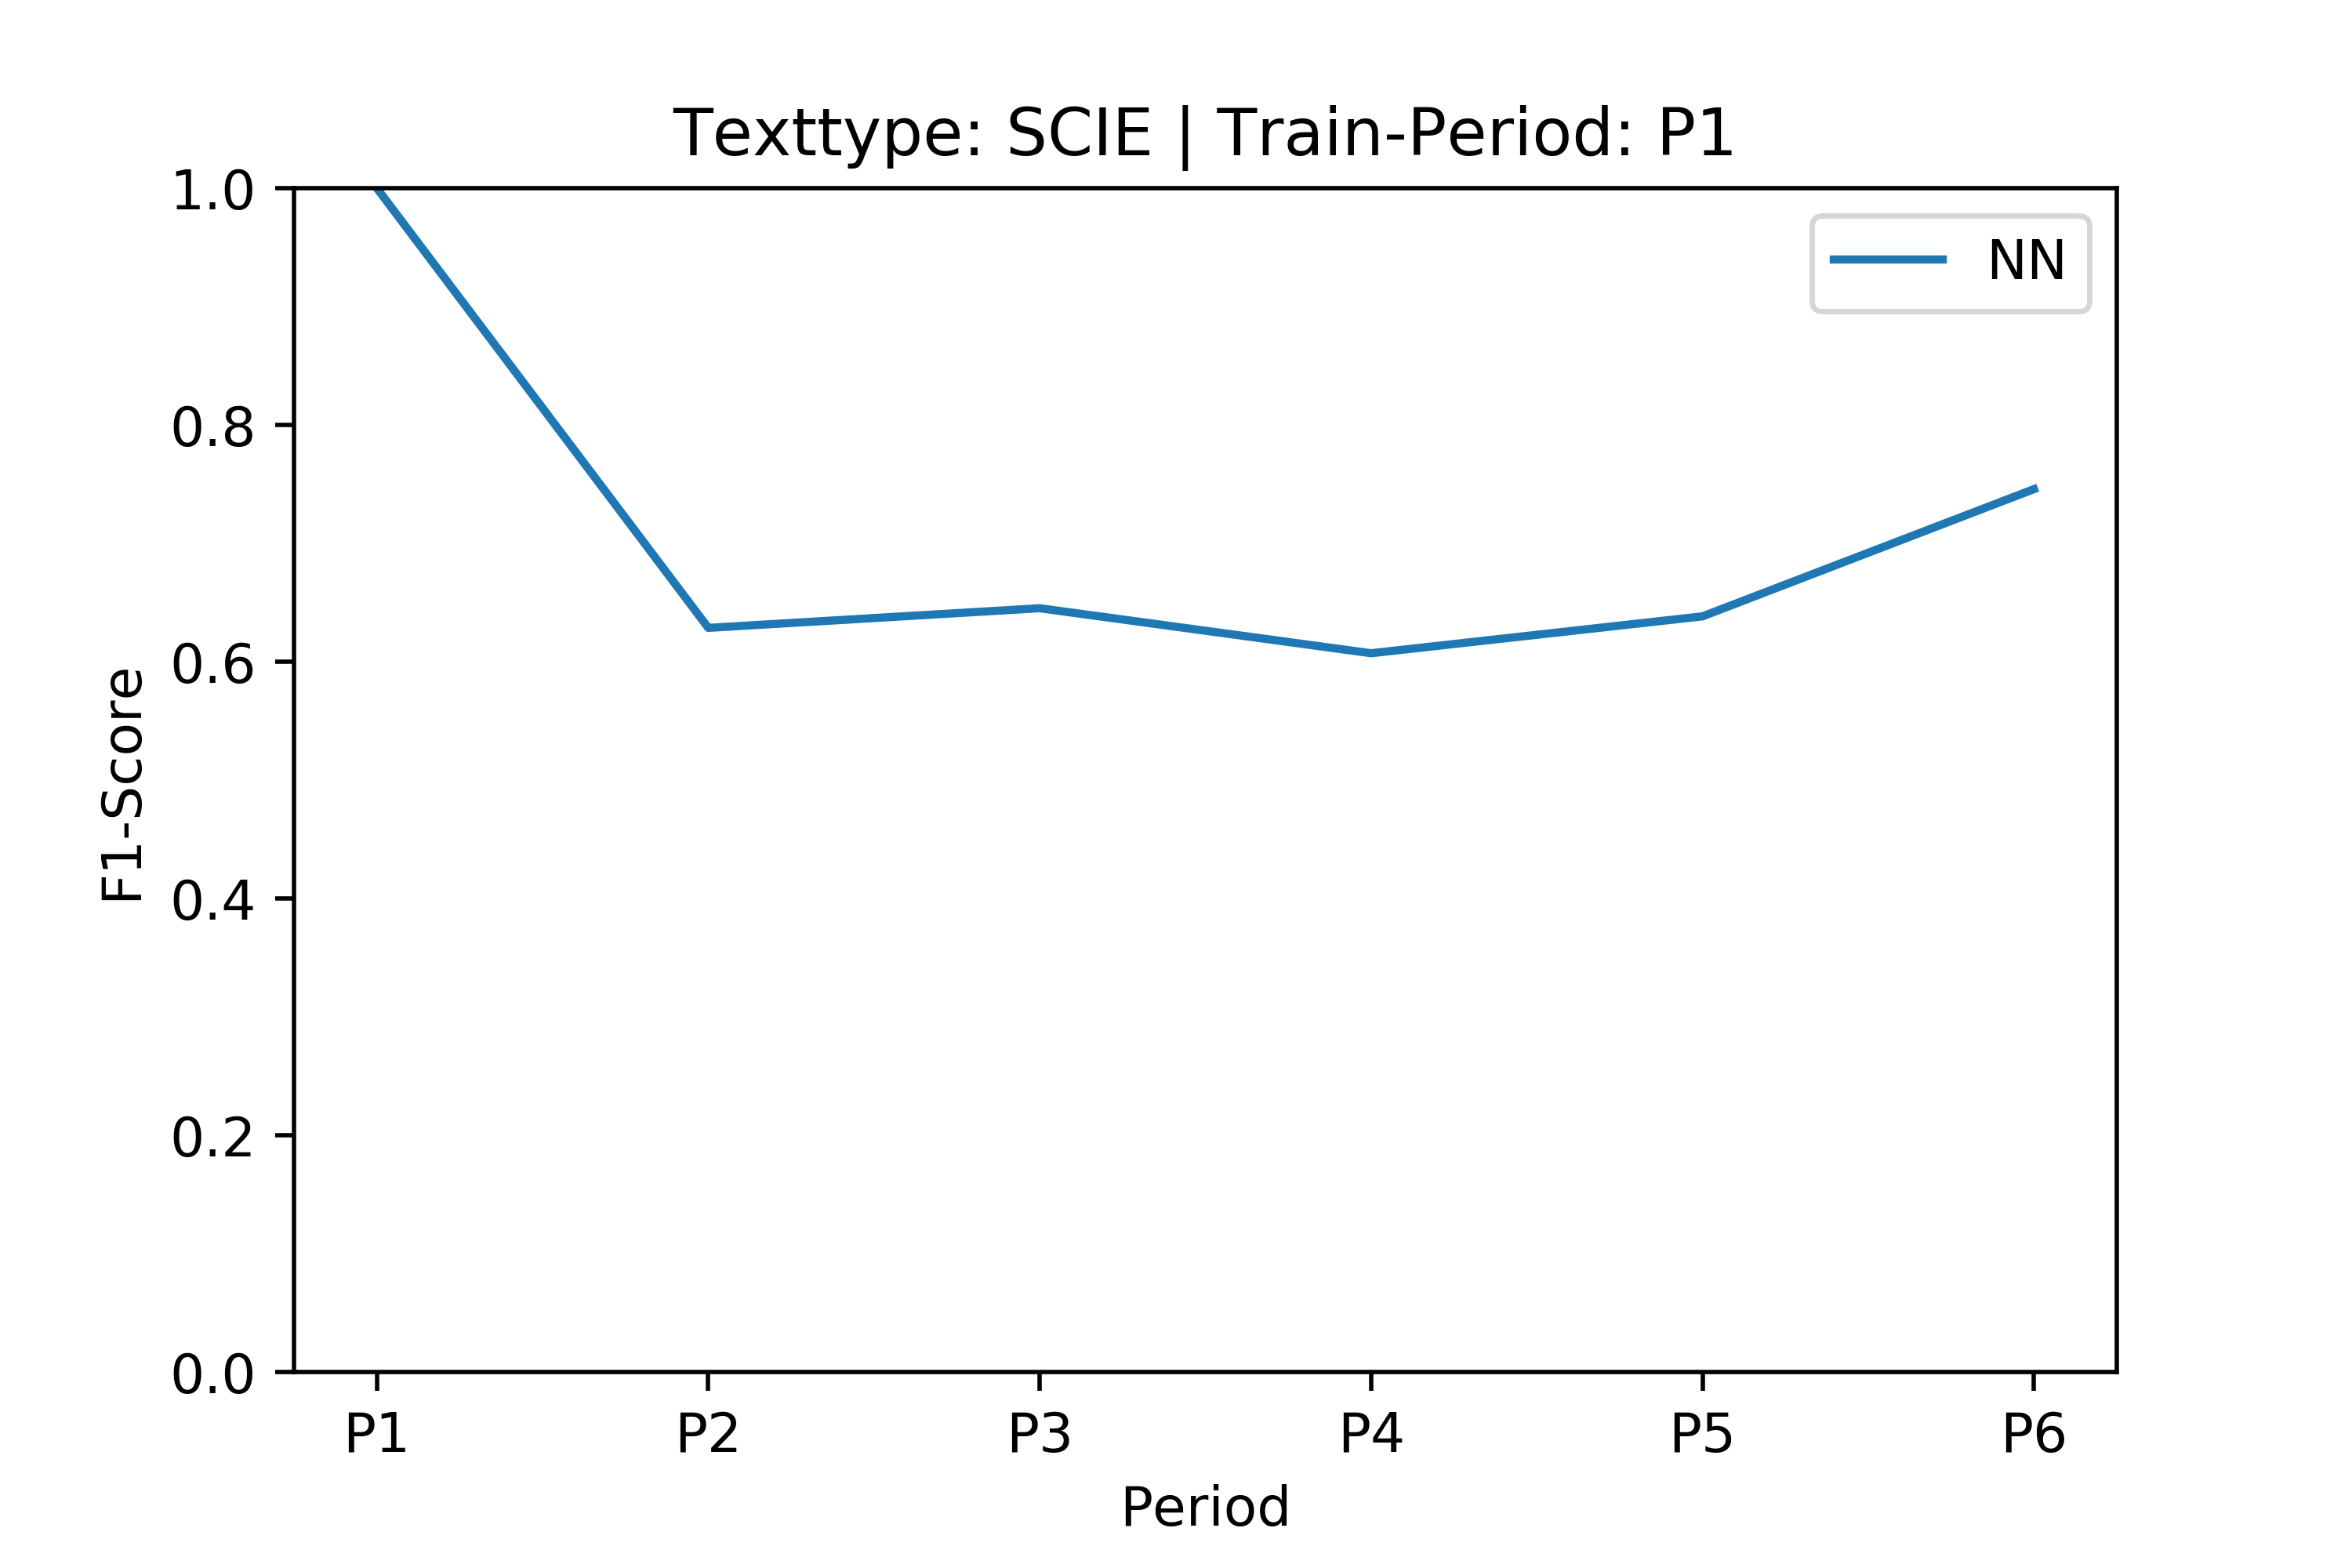 Texttype: SCIE | Train-Period: P1
1.0
0.8
0.6
0.4
0.2
0.0
F1-Score
NN
P1 P2 P3 P4 P5 P6
Period